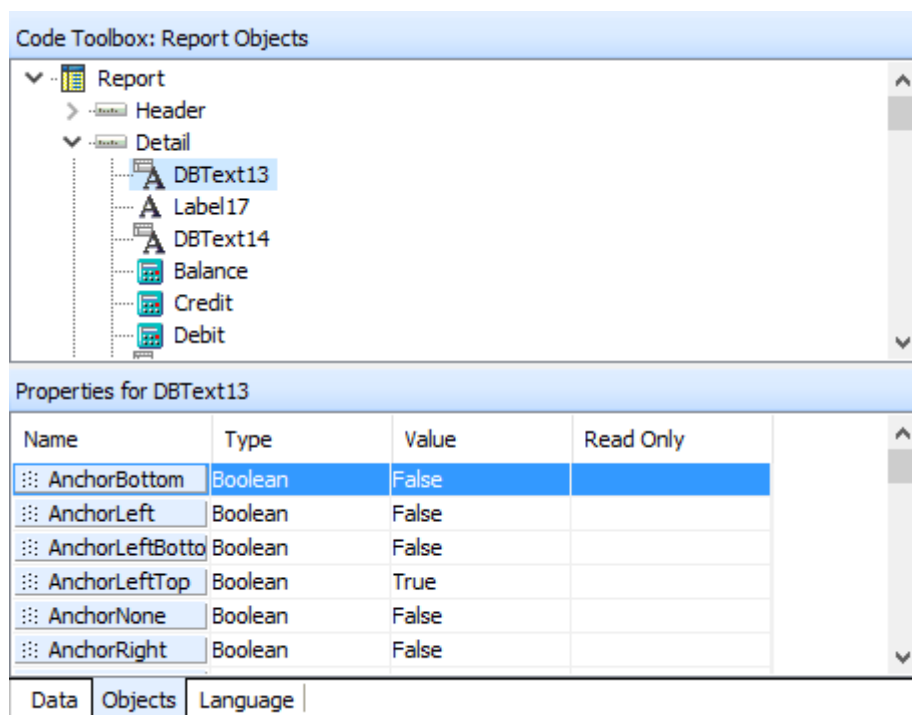 Code Toolbox: Report Objects
Report
Header
Detail
DBText13
Label17
DBText14
Balance
Credit
Debit
Properties for DBText13
Name Type Value Read Only
AnchorBottom Boolean False
AnchorLeft Boolean False
AnchorLeftBotto Boolean False
AnchorLeftTop Boolean True
AnchorNone Boolean False
AnchorRight Boolean False
Data Objects Language